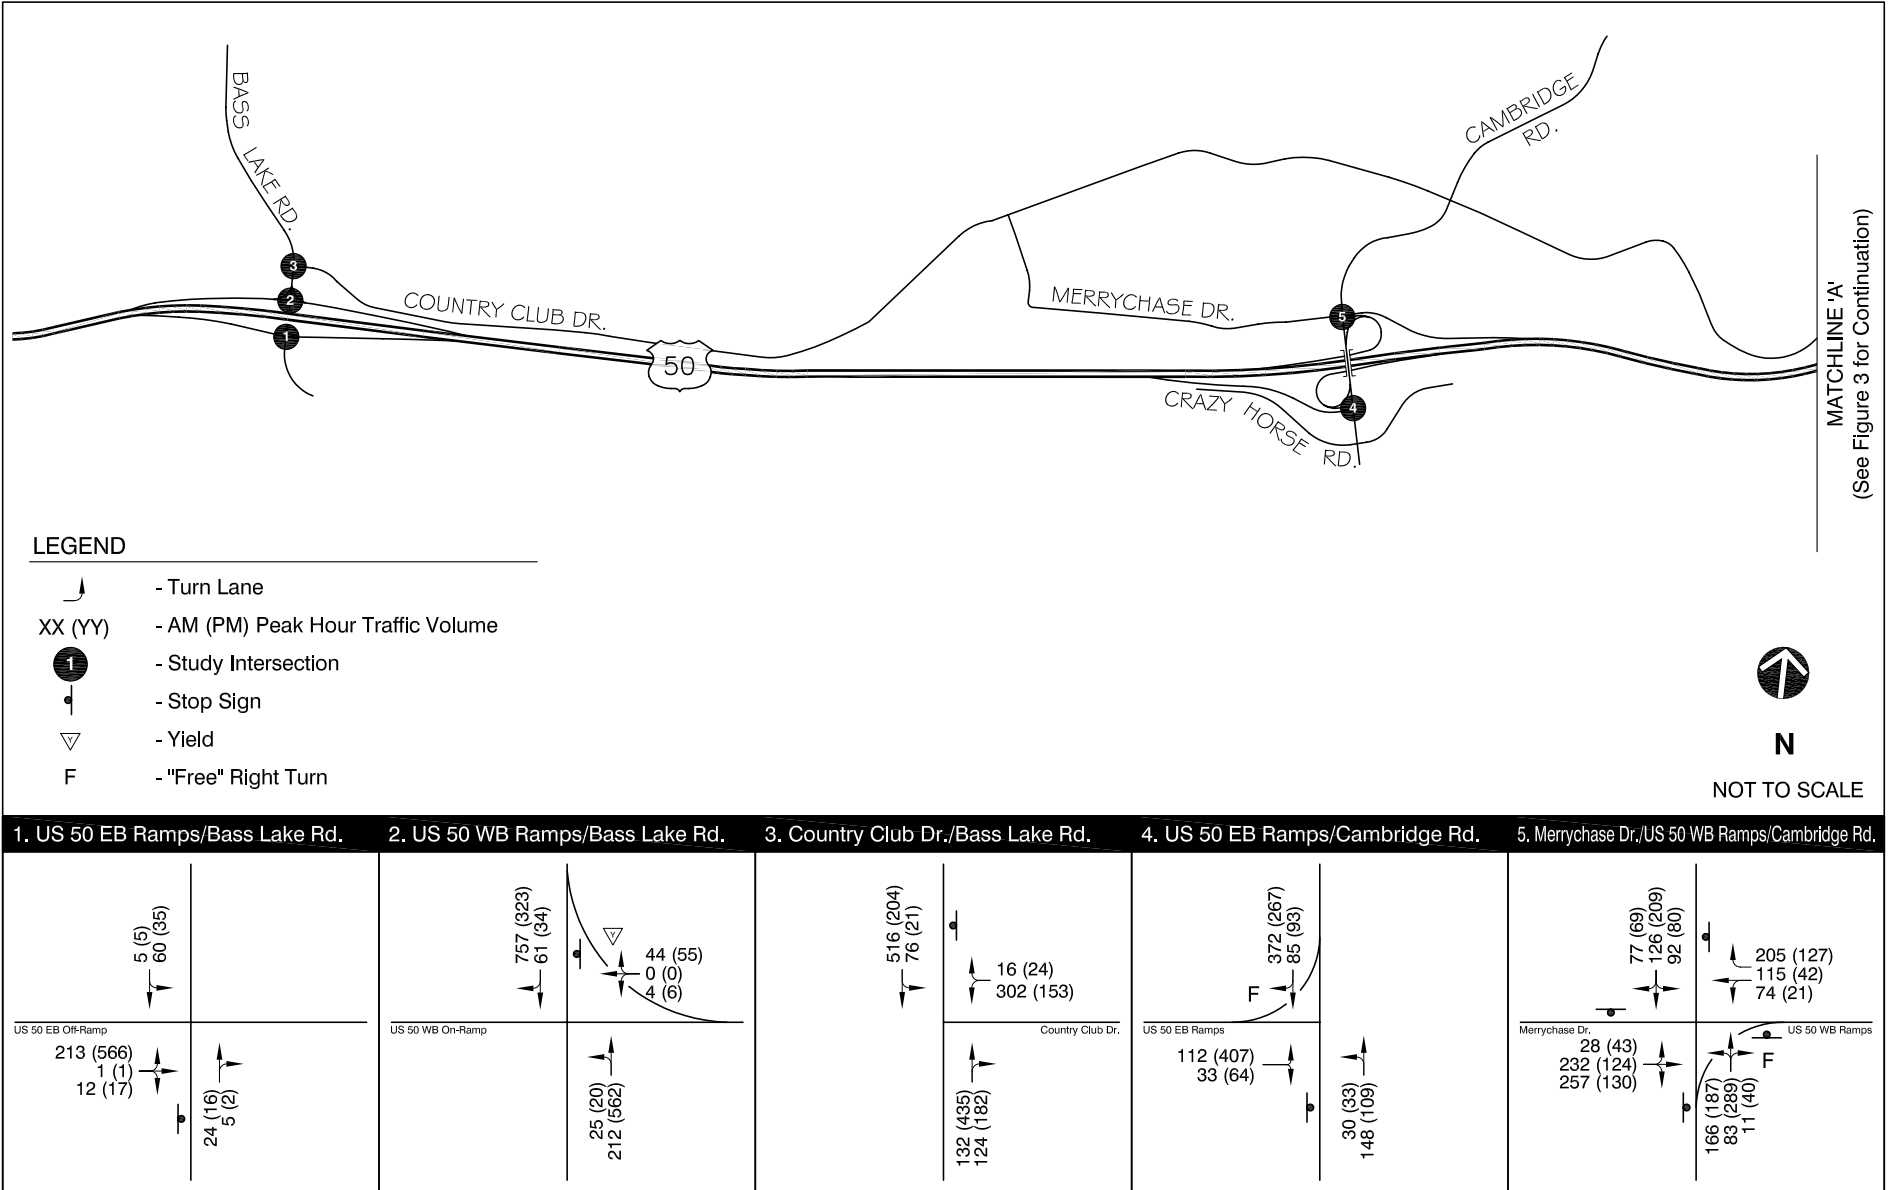 BASS LAKE RD.
CAMBRIDGE
RD.
3
2
1
COUNTRY CLUB DR.
50
MERRYCHASE DR.
5
4
CRAZY HORSE RD.
MATCHLINE 'A'
(See Figure 3 for Continuation)
LEGEND
- Turn Lane
XX (YY) - AM (PM) Peak Hour Traffic Volume
1 - Study Intersection
- Stop Sign
Y - Yield
F - "Free" Right Turn
N
NOT TO SCALE
1. US 50 EB Ramps/Bass Lake Rd.
5 (5)
60 (35)
US 50 EB Off-Ramp
213 (566)
1 (1)
12 (17)
24 (16)
5 (2)
2. US 50 WB Ramps/Bass Lake Rd.
757 (323)
61 (34)
Y
44 (55)
0 (0)
4 (6)
US 50 WB On-Ramp
25 (20)
212 (562)
3. Country Club Dr./Bass Lake Rd.
516 (204)
76 (21)
16 (24)
302 (153)
Country Club Dr.
132 (435)
124 (182)
4. US 50 EB Ramps/Cambridge Rd.
372 (267)
85 (93)
F
US 50 EB Ramps
112 (407)
33 (64)
30 (33)
148 (109)
5. Merrychase Dr./US 50 WB Ramps/Cambridge Rd.
77 (69)
126 (209)
92 (80)
205 (127)
115 (42)
74 (21)
Merrychase Dr.
US 50 WB Ramps
28 (43)
232 (124)
257 (130)
F
166 (187)
83 (289)
11 (40)